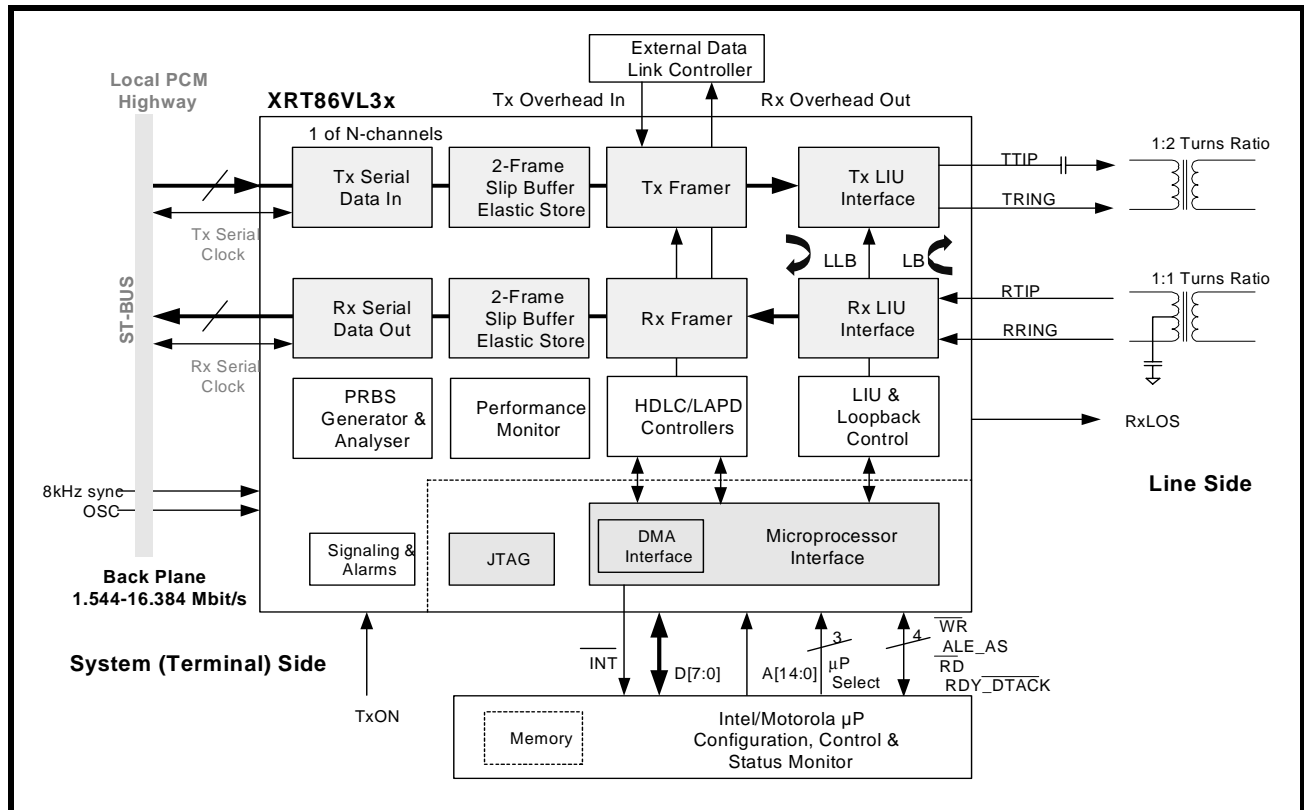 External Data
Link Controller
Local PCM
Highway
XRT86VL3x
Tx Overhead In
Rx Overhead Out
1 of N-channels
Tx Serial
Data In
2-Frame
Slip Buffer
Elastic Store
Tx Framer
Tx LIU
Interface
TTIP
TRING
1:2 Turns Ratio
Tx Serial
Clock
LLB
LB
ST-BUS
Rx Serial
Data Out
2-Frame
Slip Buffer
Elastic Store
Rx Framer
Rx LIU
Interface
RTIP
RRING
1:1 Turns Ratio
Rx Serial
Clock
PRBS
Generator &
Analyser
Performance
Monitor
HDLC/LAPD
Controllers
LIU &
Loopback
Control
RxLOS
Line Side
8kHz sync
OSC
Signaling &
Alarms
JTAG
DMA
Interface
Microprocessor
Interface
Back Plane
1.544-16.384 Mbit/s
System (Terminal) Side
TxON
INT
D[7:0]
A[14:0]
3
µP
Select
4
WR
ALE_AS
RD
RDY_DTACK
Memory
Intel/Motorola µP
Configuration, Control &
Status Monitor